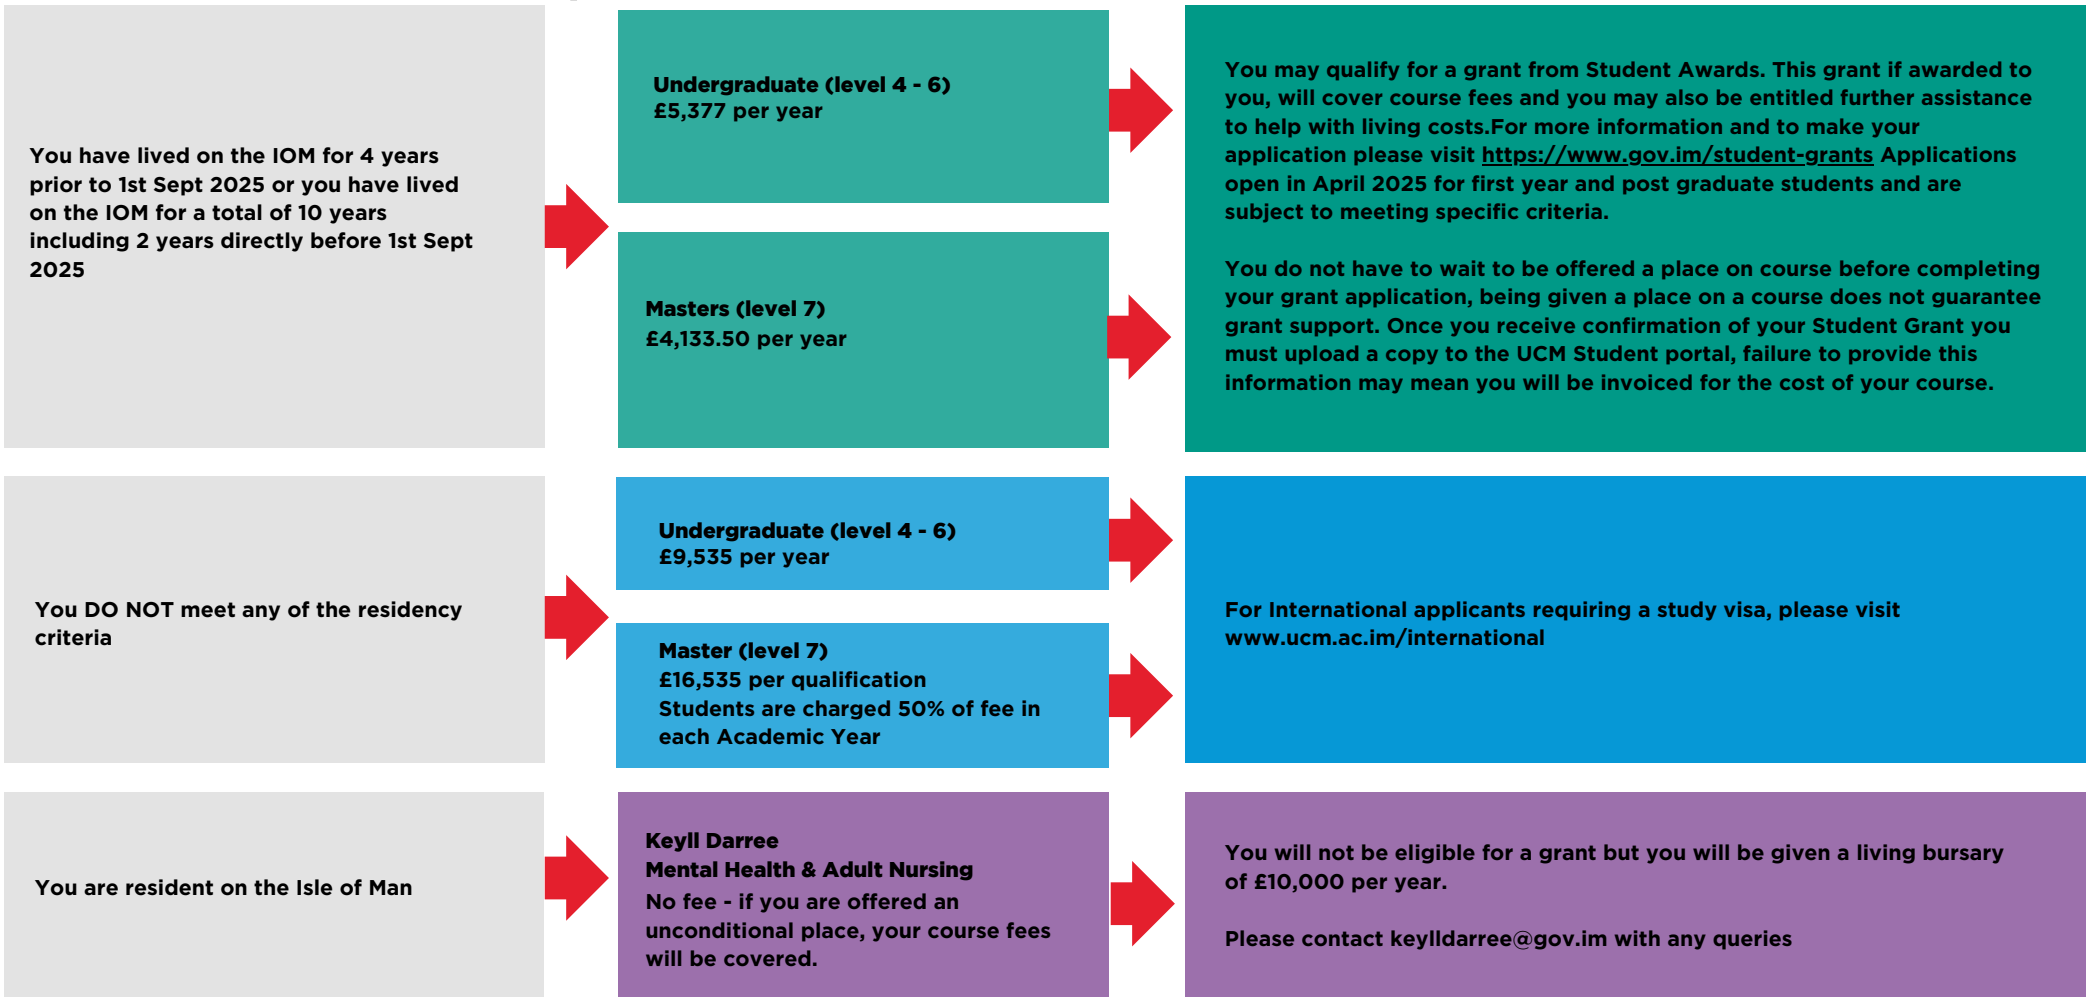 You have lived on the IOM for 4 years
prior to 1st Sept 2025 or you have lived
on the IOM for a total of 10 years
including 2 years directly before 1st Sept
2025
Undergraduate (level 4 - 6)
£5,377 per year
Masters (level 7)
£4,133.50 per year
You may qualify for a grant from Student Awards. This grant if awarded to
you, will cover course fees and you may also be entitled further assistance
to help with living costs.For more information and to make your
application please visit https://www.gov.im/student-grants Applications
open in April 2025 for first year and post graduate students and are
subject to meeting specific criteria.
You do not have to wait to be offered a place on course before completing
your grant application, being given a place on a course does not guarantee
grant support. Once you receive confirmation of your Student Grant you
must upload a copy to the UCM Student portal, failure to provide this
information may mean you will be invoiced for the cost of your course.
You DO NOT meet any of the residency
criteria
Undergraduate (level 4 - 6)
£9,535 per year
Master (level 7)
£16,535 per qualification
Students are charged 50% of fee in
each Academic Year
For International applicants requiring a study visa, please visit
www.ucm.ac.im/international
You are resident on the Isle of Man
Keyll Darree
Mental Health & Adult Nursing
No fee - if you are offered an
unconditional place, your course fees
will be covered.
You will not be eligible for a grant but you will be given a living bursary
of £10,000 per year.
Please contact keylldarree@gov.im with any queries